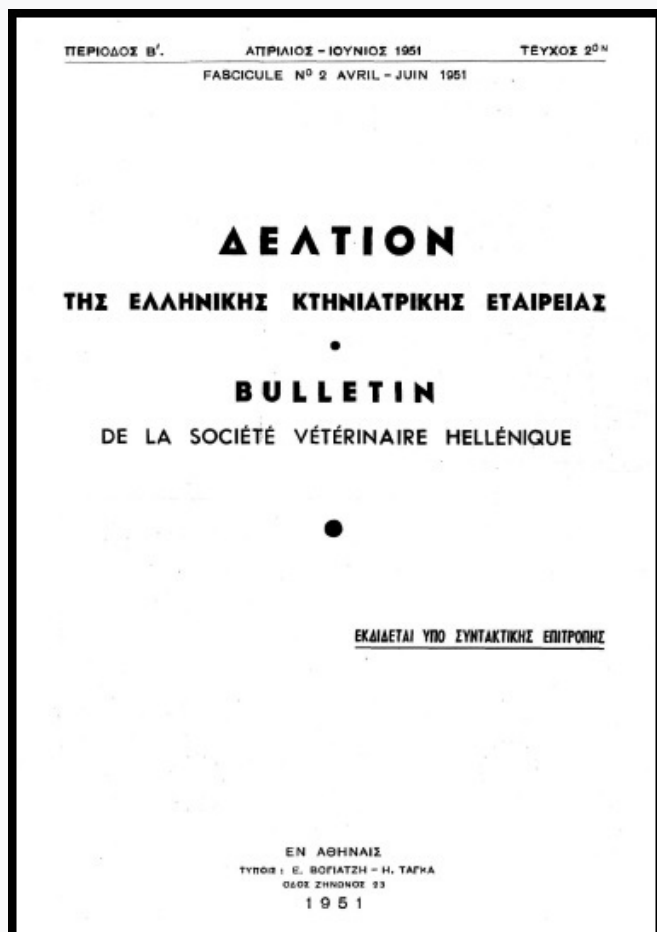 ΠΕΡΙΟΔΟΣ Β'. ΑΠΡΙΛΙΟΣ – ΙΟΥΝΙΟΣ 1951 ΤΕΥΧΟΣ 2ΟΝ
FASCICULE Nº 2 AVRIL – JUIN 1951
ΔΕΛΤΙΟΝ
ΤΗΣ ΕΛΛΗΝΙΚΗΣ ΚΤΗΝΙΑΤΡΙΚΗΣ ΕΤΑΙΡΕΙΑΣ
•
BULLETIN
DE LA SOCIÉTÉ VÉTÉRINAIRE HELLÉNIQUE
●
ΕΚΔΙΔΕΤΑΙ ΥΠΟ ΣΥΝΤΑΚΤΙΚΗΣ ΕΠΙΤΡΟΠΗΣ
ΕΝ ΑΘΗΝΑΙΣ
ΤΥΠΟΙΣ : Ε. ΒΟΓΙΑΤΖΗ – Η. ΤΑΓΚΑ
ΟΔΟΣ ΖΗΝΩΝΟΣ 23
1951